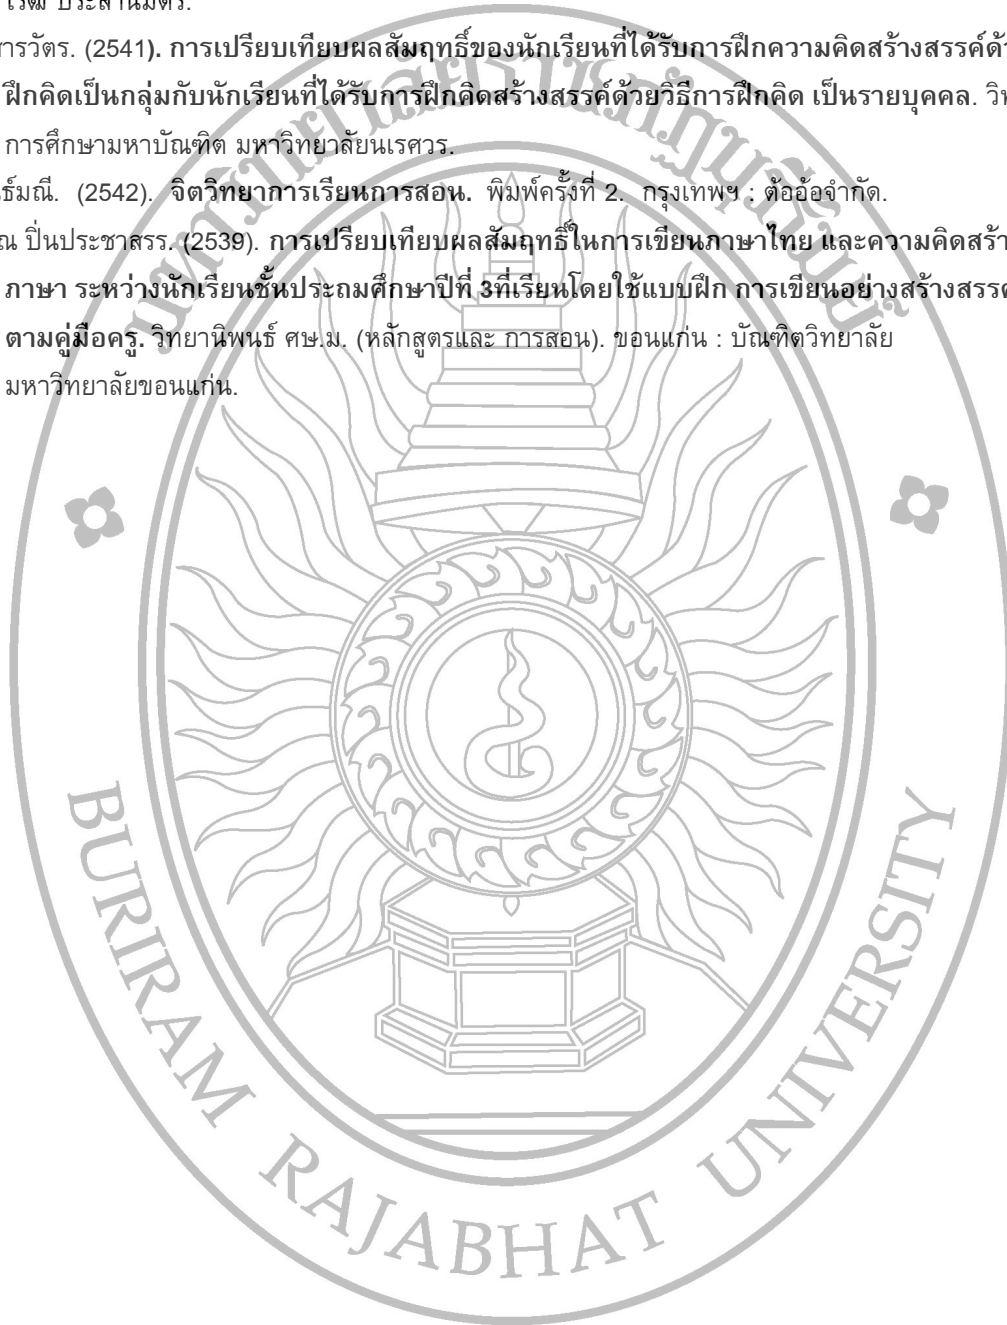 ประสานมิตร.
สารวัตร. (2541). การเปรียบเทียบผลสัมฤทธิ์ของนักเรียนที่ได้รับการฝึกความคิดสร้างสรรค์ด้ว
ฝึกคิดเป็นกลุ่มกับนักเรียนที่ได้รับการฝึกคิดสร้างสรรค์ด้วยวิธีการฝึกคิด เป็นรายบุคคล. วิท
การศึกษามหาบัณฑิต มหาวิทยาลัยนเรศวร.
ธ์มณี. (2542). จิตวิทยาการเรียนการสอน. พิมพ์ครั้งที่ 2. กรุงเทพฯ : ต้ออ้อจำกัด.
ณ ปิ่นประชาสรร. (2539). การเปรียบเทียบผลสัมฤทธิ์ในการเขียนภาษาไทย และความคิดสร้า
ภาษา ระหว่างนักเรียนชั้นประถมศึกษาปีที่ 3ที่เรียนโดยใช้แบบฝึก การเขียนอย่างสร้างสรรค
ตามคู่มือครู. วิทยานิพนธ์ ศษ.ม. (หลักสูตรและ การสอน). ขอนแก่น : บัณฑิตวิทยาลัย
มหาวิทยาลัยขอนแก่น.
มหาวิทยาลัยราชภัฏบุรีรัมย์
BURIRAM RAJABHAT UNIVERSITY